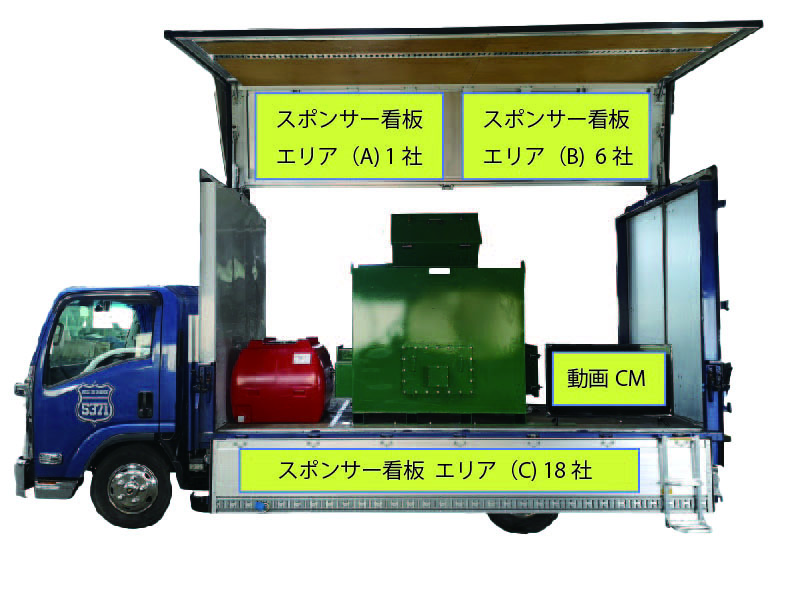 スポンサー看板
エリア（A) 1 社
スポンサー看板
エリア（B) 6 社
動画 CM
スポンサー看板 エリア（C) 18 社
5371